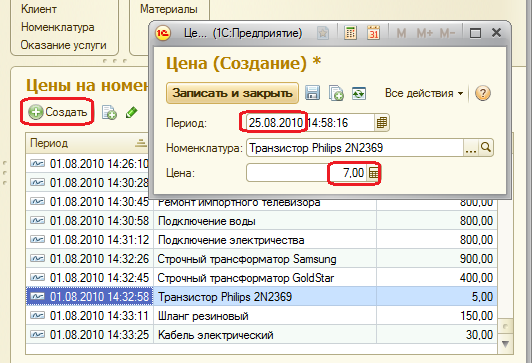 Клиент
Номенклатура
Оказание услуги
Материалы
Це... (1С:Предприятие)
M M+ M-
Цена (Создание) *
Записать и закрыть
Все действия
?
Период: 25.08.2010 14:58:16
Номенклатура: Транзистор Philips 2N2369 ...
Цена: 7,00
Цены на номен
Создать
Период
01.08.2010 14:26:10
01.08.2010 14:30:28
01.08.2010 14:30:45 Ремонт импортного телевизора 800,00
01.08.2010 14:30:58 Подключение воды 800,00
01.08.2010 14:31:12 Подключение электричества 800,00
01.08.2010 14:32:26 Строчный трансформатор Samsung 900,00
01.08.2010 14:32:45 Строчный трансформатор GoldStar 400,00
01.08.2010 14:32:58 Транзистор Philips 2N2369 5,00
01.08.2010 14:33:11 Шланг резиновый 150,00
01.08.2010 14:33:25 Кабель электрический 30,00